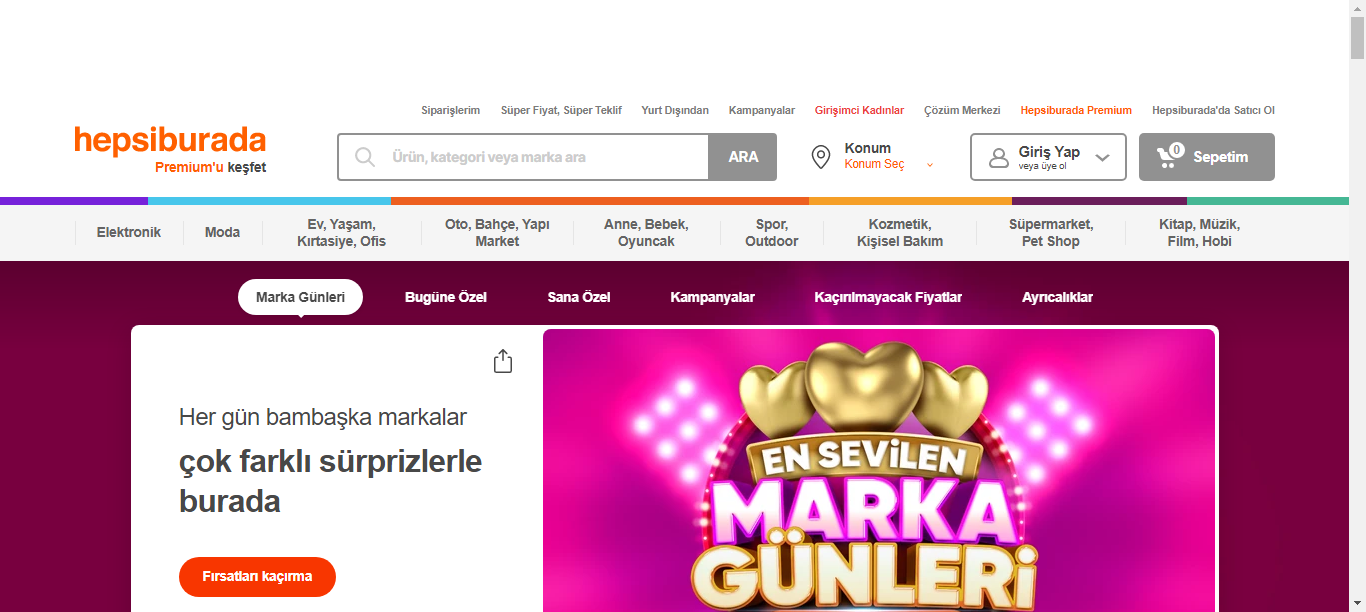 Siparişlerim Süper Fiyat, Süper Teklif Yurt Dışından Kampanyalar Girişimci Kadınlar Çözüm Merkezi Hepsiburada Premium Hepsiburada'da Satıcı Ol
hepsiburada
Premium'u keşfet
Ürün, kategori veya marka ara
ARA
Konum
Konum Seç
Giriş Yap
veya üye ol
0
Sepetim
Elektronik
Moda
Ev, Yaşam,
Kırtasiye, Ofis
Oto, Bahçe, Yapı
Market
Anne, Bebek,
Oyuncak
Spor,
Outdoor
Kozmetik,
Kişisel Bakım
Süpermarket,
Pet Shop
Kitap, Müzik,
Film, Hobi
Marka Günleri Bugüne Özel Sana Özel Kampanyalar Kaçırılmayacak Fiyatlar Ayrıcalıklar
Her gün bambaşka markalar
çok farklı sürprizlerle
burada
Fırsatları kaçırma
EN SEVİLEN
MARKA
GÜNLERİ